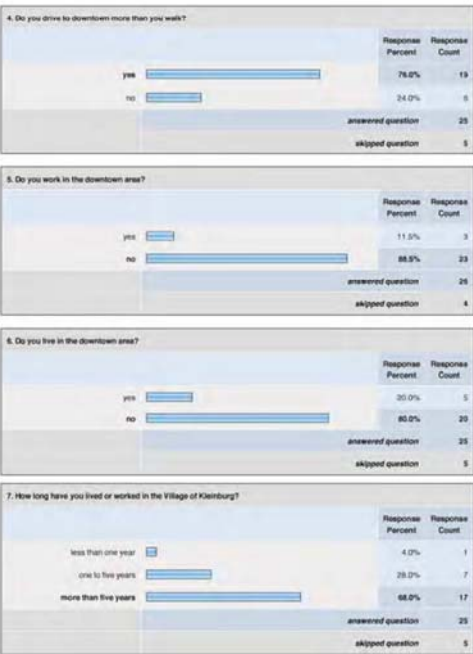 4. Do you drive to downtown more than you walk?
Response Percent Response Count
yes 76.0% 19
no 24.0% 6
answered question 25
skipped question 5
5. Do you work in the downtown area?
Response Percent Response Count
yes 11.5% 3
no 88.5% 23
answered question 26
skipped question 4
6. Do you live in the downtown area?
Response Percent Response Count
yes 20.0% 5
no 80.0% 20
answered question 25
skipped question 5
7. How long have you lived or worked in the Village of Kleinburg?
Response Percent Response Count
less than one year 4.0% 1
one to five years 28.0% 7
more than five years 68.0% 17
answered question 25
skipped question 5